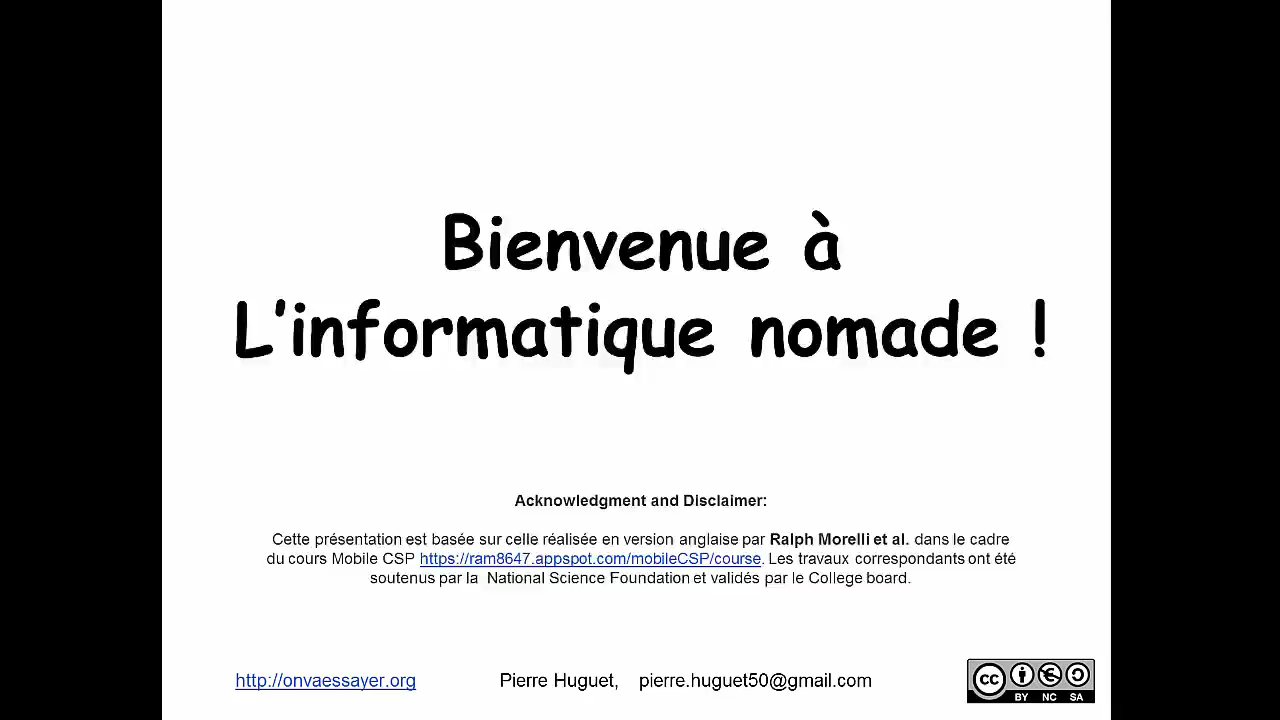 Bienvenue à
L'informatique nomade !
Acknowledgment and Disclaimer:
Cette présentation est basée sur celle réalisée en version anglaise par Ralph Morelli et al. dans le cadre
du cours Mobile CSP https://ram8647.appspot.com/mobileCSP/course. Les travaux correspondants ont été
soutenus par la National Science Foundation et validés par le College board.
http://onvaessayer.org Pierre Huguet, pierre.huguet50@gmail.com
cc
BY NC SA